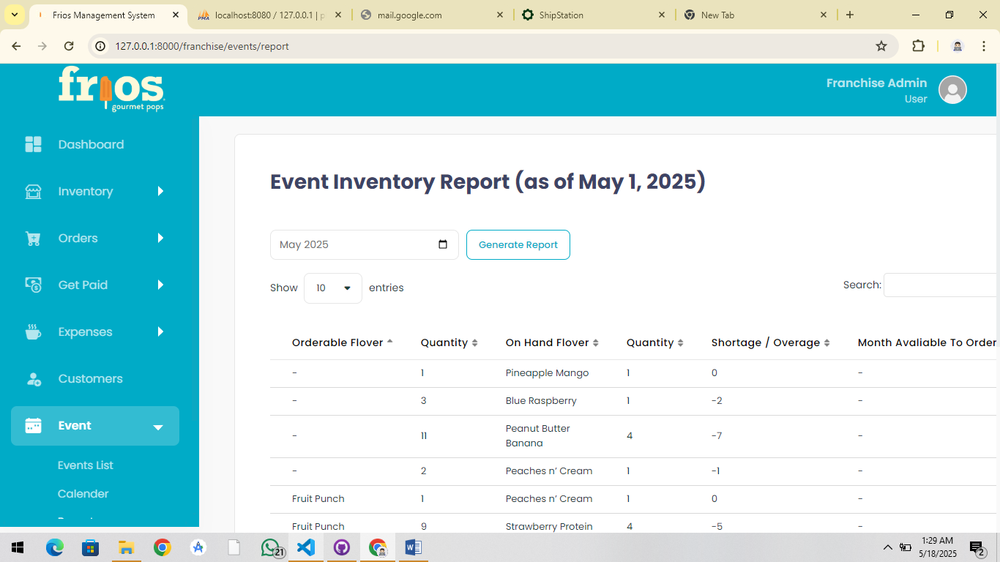 Frios Management System
localhost:8080 / 127.0.0.1 | p
mail.google.com
ShipStation
New Tab
127.0.0.1:8000/franchise/events/report
frios
gourmet pops
Franchise Admin
User
Dashboard
Inventory
Orders
Get Paid
Expenses
Customers
Event
Events List
Calender
Event Inventory Report (as of May 1, 2025)
May 2025
Generate Report
Show 10 entries
Search:
Orderable Flover Quantity On Hand Flover Quantity Shortage / Overage Month Avaliable To Order
- 1 Pineapple Mango 1 0 -
- 3 Blue Raspberry 1 -2 -
- 11 Peanut Butter Banana 4 -7 -
- 2 Peaches n’ Cream 1 -1 -
Fruit Punch 1 Peaches n’ Cream 1 0 -
Fruit Punch 9 Strawberry Protein 4 -5 -
21
1:29 AM
5/18/2025
2